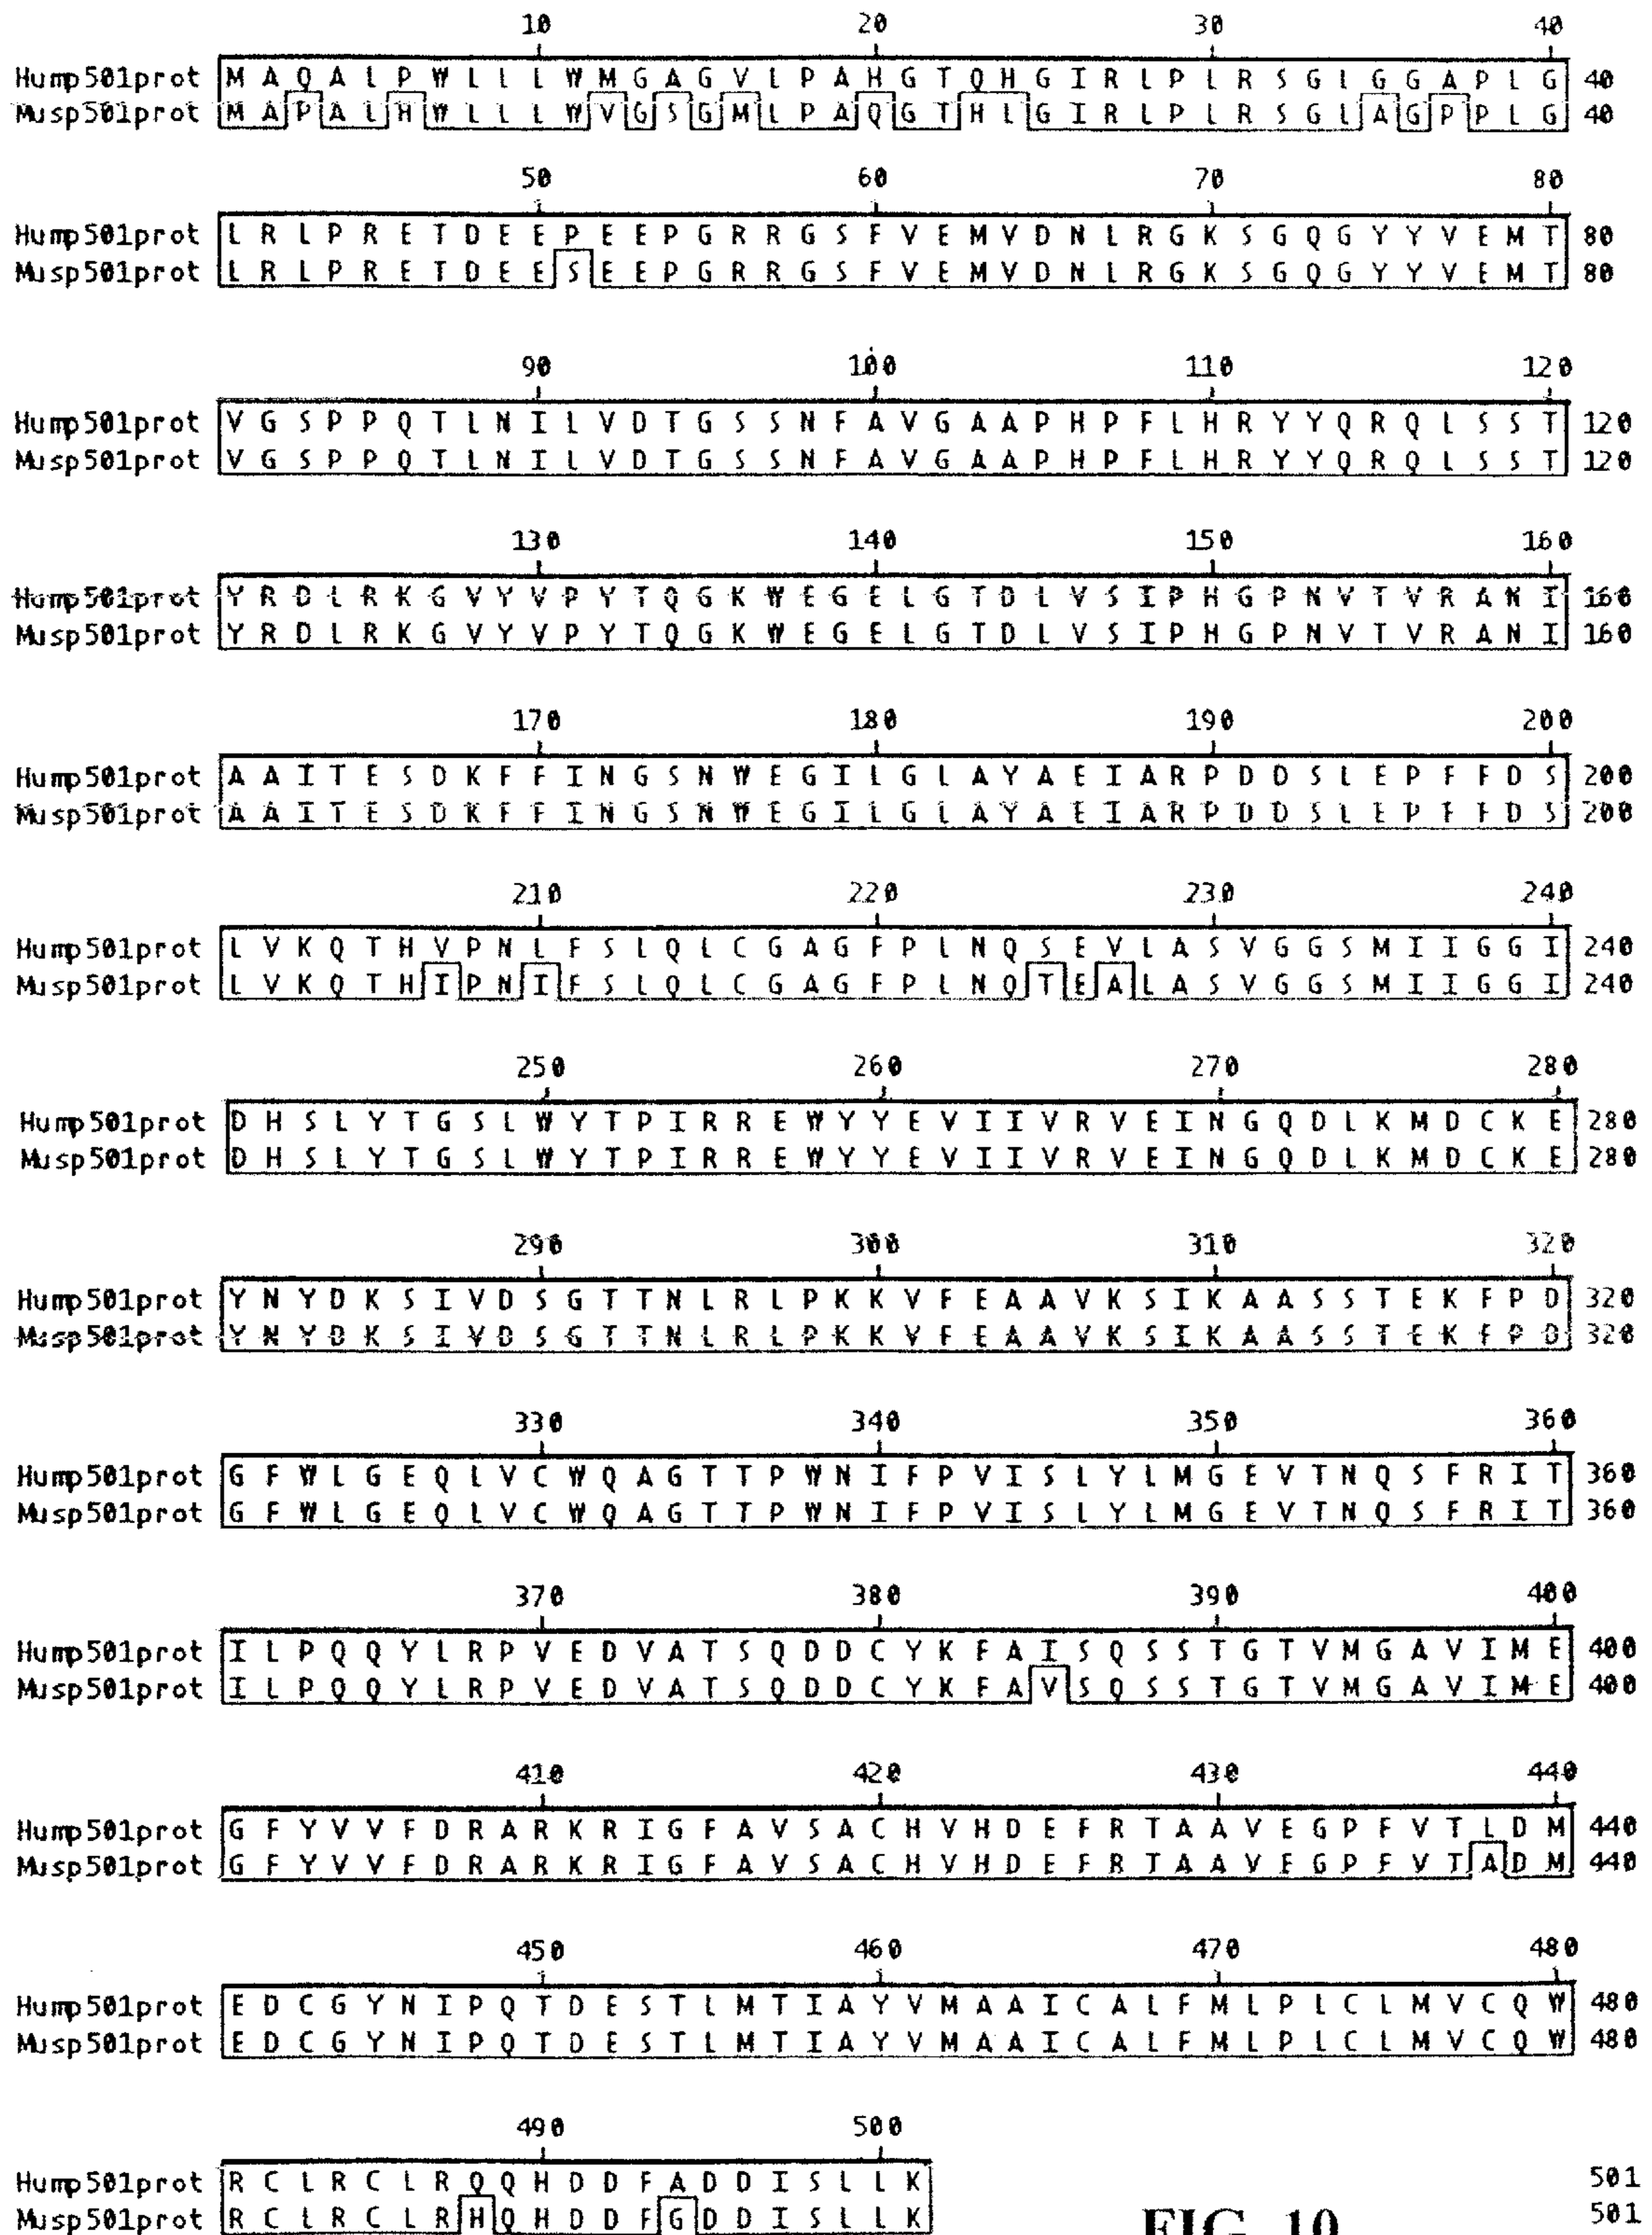 10 20 30 40
Hump501prot M A Q A L P W L L L W M G A G V L P A H G T Q H G I R L P L R S G L G G A P L G 40
Musp501prot M A P A L H W L L L W V G S G M L P A Q G T H L G I R L P L R S G L A G P P L G 40
50 60 70 80
Hump501prot L R L P R E T D E E P E E P G R R G S F V E M V D N L R G K S G Q G Y Y V E M T 80
Musp501prot L R L P R E T D E E S E E P G R R G S F V E M V D N L R G K S G Q G Y Y V E M T 80
90 100 110 120
Hump501prot V G S P P Q T L N I L V D T G S S N F A V G A A P H P F L H R Y Y Q R Q L S S T 120
Musp501prot V G S P P Q T L N I L V D T G S S N F A V G A A P H P F L H R Y Y Q R Q L S S T 120
130 140 150 160
Hump501prot Y R D L R K G V Y V P Y T Q G K W E G E L G T D L V S I P H G P N V T V R A N I 160
Musp501prot Y R D L R K G V Y V P Y T Q G K W E G E L G T D L V S I P H G P N V T V R A N I 160
170 180 190 200
Hump501prot A A I T E S D K F F I N G S N W E G I L G L A Y A E I A R P D D S L E P F F D S 200
Musp501prot A A I T E S D K F F I N G S N W E G I L G L A Y A E I A R P D D S L E P F F D S 200
210 220 230 240
Hump501prot L V K Q T H V P N L F S L Q L C G A G F P L N Q S E V L A S V G G S M I I G G I 240
Musp501prot L V K Q T H I P N I F S L Q L C G A G F P L N Q T E A L A S V G G S M I I G G I 240
250 260 270 280
Hump501prot D H S L Y T G S L W Y T P I R R E W Y Y E V I I V R V E I N G Q D L K M D C K E 280
Musp501prot D H S L Y T G S L W Y T P I R R E W Y Y E V I I V R V E I N G Q D L K M D C K E 280
290 300 310 320
Hump501prot Y N Y D K S I V D S G T T N L R L P K K V F E A A V K S I K A A S S T E K F P D 320
Musp501prot Y N Y D K S I V D S G T T N L R L P K K V F E A A V K S I K A A S S T E K F P D 320
330 340 350 360
Hump501prot G F W L G E Q L V C W Q A G T T P W N I F P V I S L Y L M G E V T N Q S F R I T 360
Musp501prot G F W L G E Q L V C W Q A G T T P W N I F P V I S L Y L M G E V T N Q S F R I T 360
370 380 390 400
Hump501prot I L P Q Q Y L R P V E D V A T S Q D D C Y K F A I S Q S S T G T V M G A V I M E 400
Musp501prot I L P Q Q Y L R P V E D V A T S Q D D C Y K F A V S Q S S T G T V M G A V I M E 400
410 420 430 440
Hump501prot G F Y V V F D R A R K R I G F A V S A C H V H D E F R T A A V E G P F V T L D M 440
Musp501prot G F Y V V F D R A R K R I G F A V S A C H V H D E F R T A A V E G P F V T A D M 440
450 460 470 480
Hump501prot E D C G Y N I P Q T D E S T L M T I A Y V M A A I C A L F M L P L C L M V C Q W 480
Musp501prot E D C G Y N I P Q T D E S T L M T I A Y V M A A I C A L F M L P L C L M V C Q W 480
490 500
Hump501prot R C L R C L R Q Q H D D F A D D I S L L K 501
Musp501prot R C L R C L R H Q H D D F G D D I S L L K 501
FIG. 10